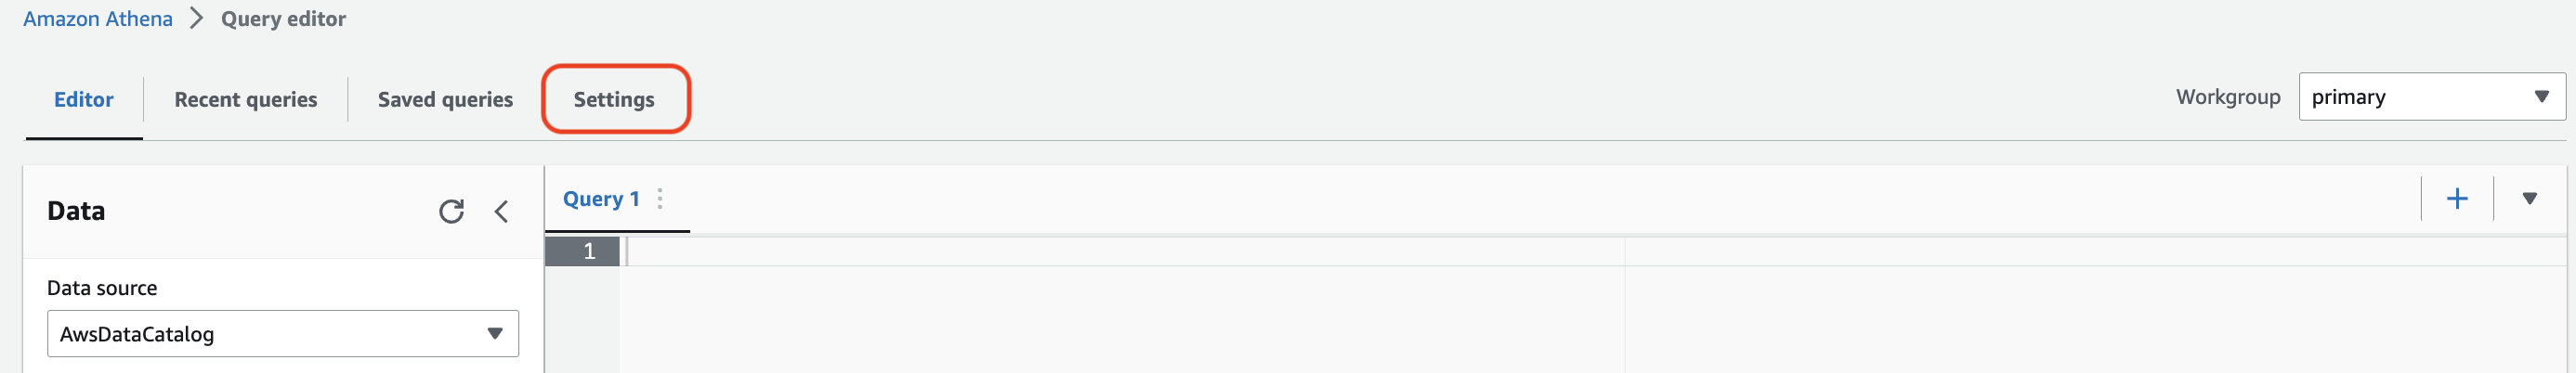 Amazon Athena > Query editor
Editor Recent queries Saved queries Settings Workgroup primary
Data Query 1
1
Data source
AwsDataCatalog